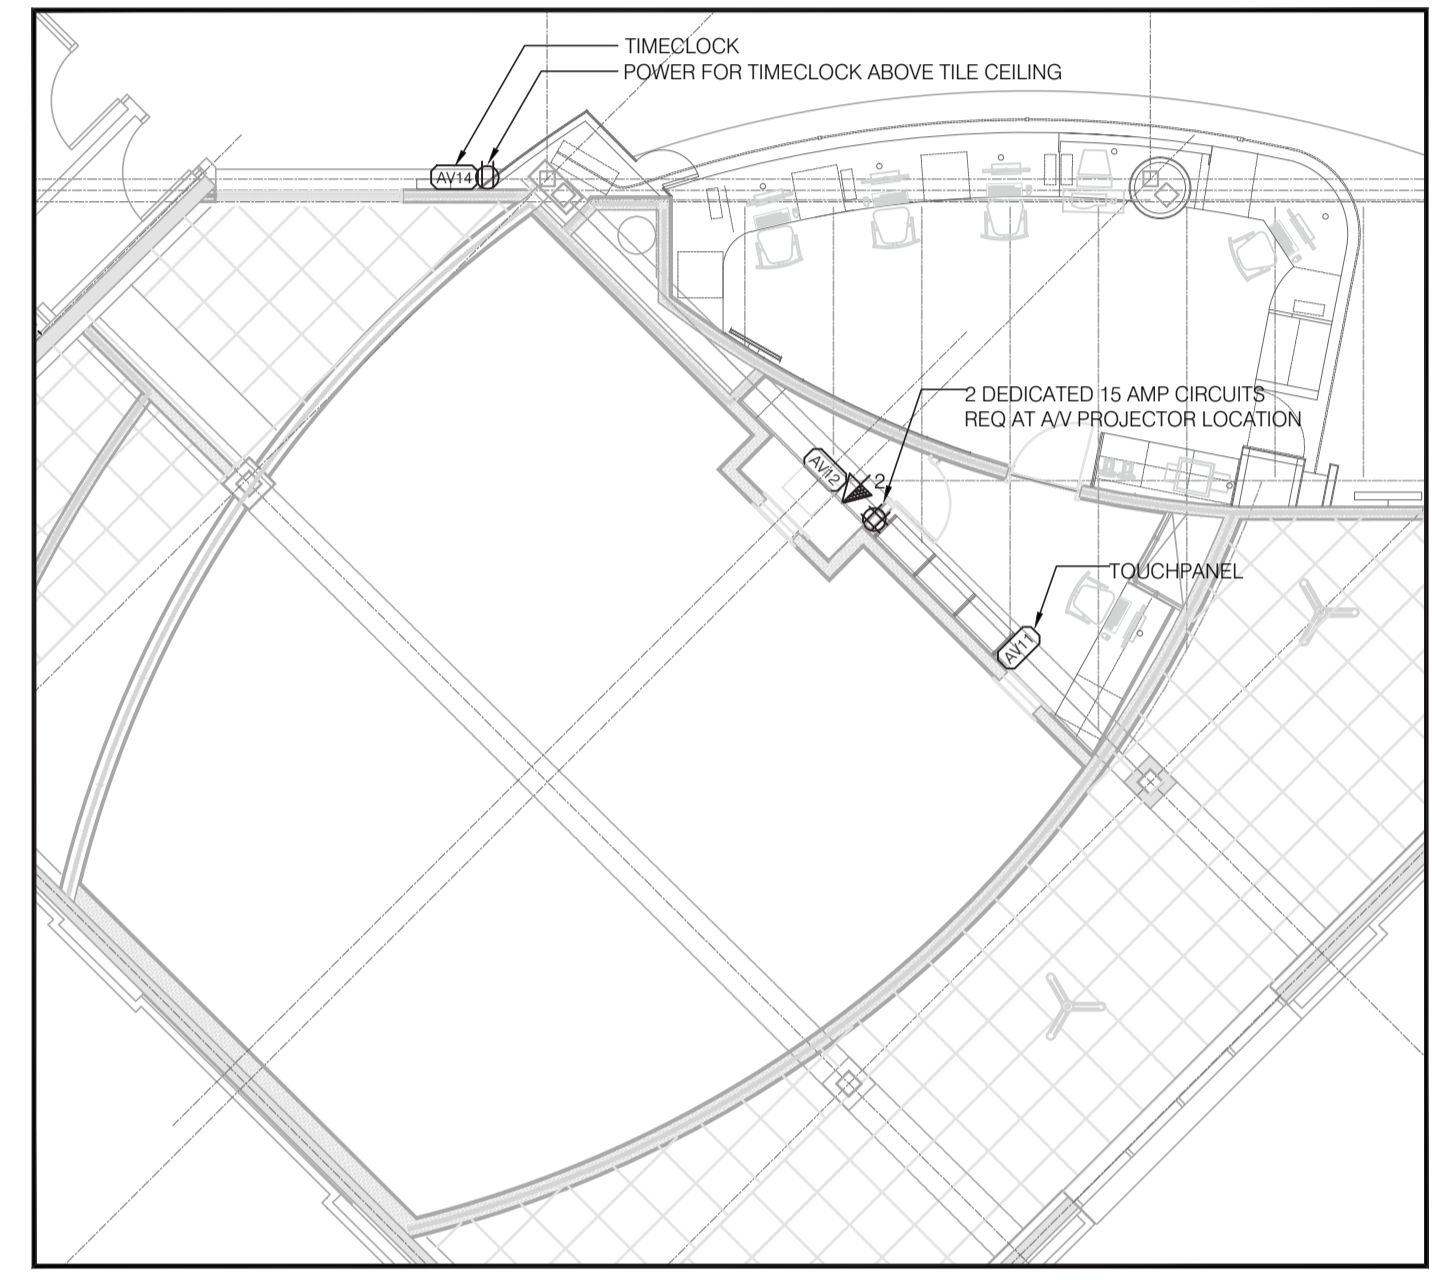 TIMECLOCK
POWER FOR TIMECLOCK ABOVE TILE CEILING
AV14
2 DEDICATED 15 AMP CIRCUITS
REQ AT A/V PROJECTOR LOCATION
AV12
2
TOUCHPANEL
AV11